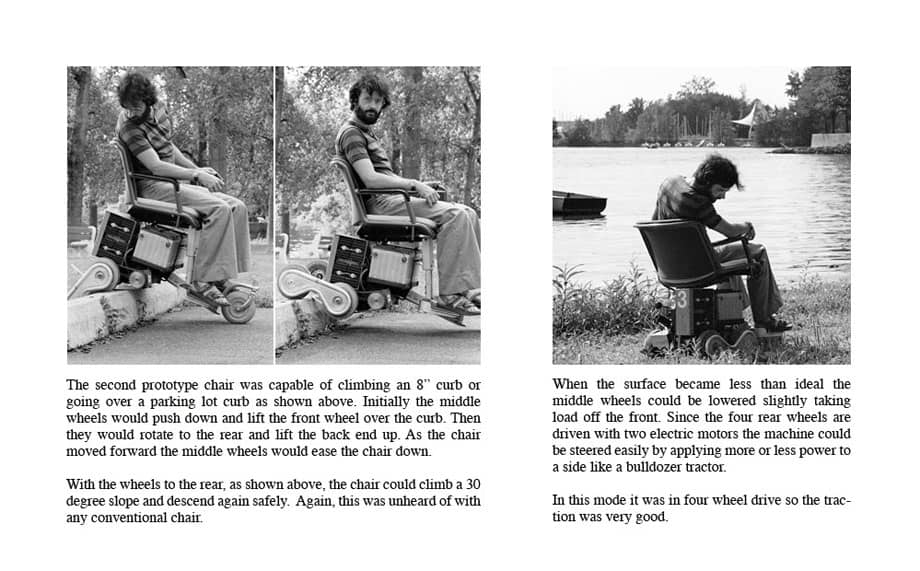 The second prototype chair was capable of climbing an 8" curb or
going over a parking lot curb as shown above. Initially the middle
wheels would push down and lift the front wheel over the curb. Then
they would rotate to the rear and lift the back end up. As the chair
moved forward the middle wheels would ease the chair down.
With the wheels to the rear, as shown above, the chair could climb a 30
degree slope and descend again safely. Again, this was unheard of with
any conventional chair.
53
When the surface became less than ideal the
middle wheels could be lowered slightly taking
load off the front. Since the four rear wheels are
driven with two electric motors the machine could
be steered easily by applying more or less power to
a side like a bulldozer tractor.
In this mode it was in four wheel drive so the trac-
tion was very good.